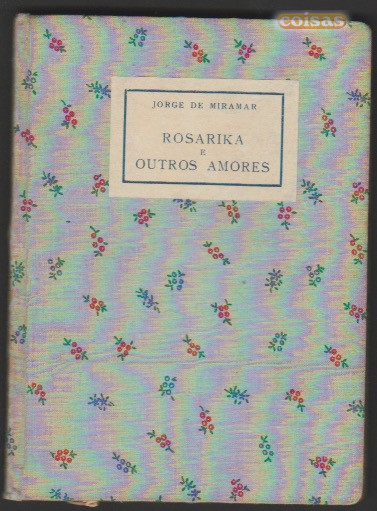 coisas
JORGE DE MIRAMAR
ROSARIKA
E
OUTROS AMORES